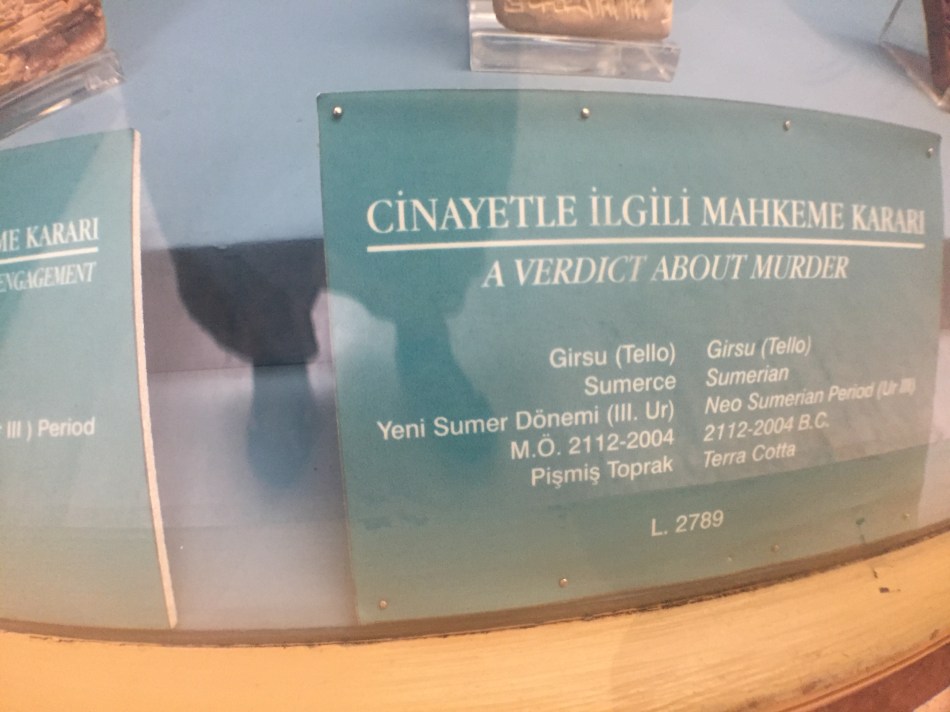 ME KARARI
ENGAGEMENT
III ) Period
CİNAYETLE İLGİLİ MAHKEME KARARI
A VERDICT ABOUT MURDER
Girsu (Tello)
Sumerce
Yeni Sumer Dönemi (III. Ur)
M.Ö. 2112-2004
Pişmiş Toprak
Girsu (Tello)
Sumerian
Neo Sumerian Period (Ur III)
2112-2004 B.C.
Terra Cotta
L. 2789